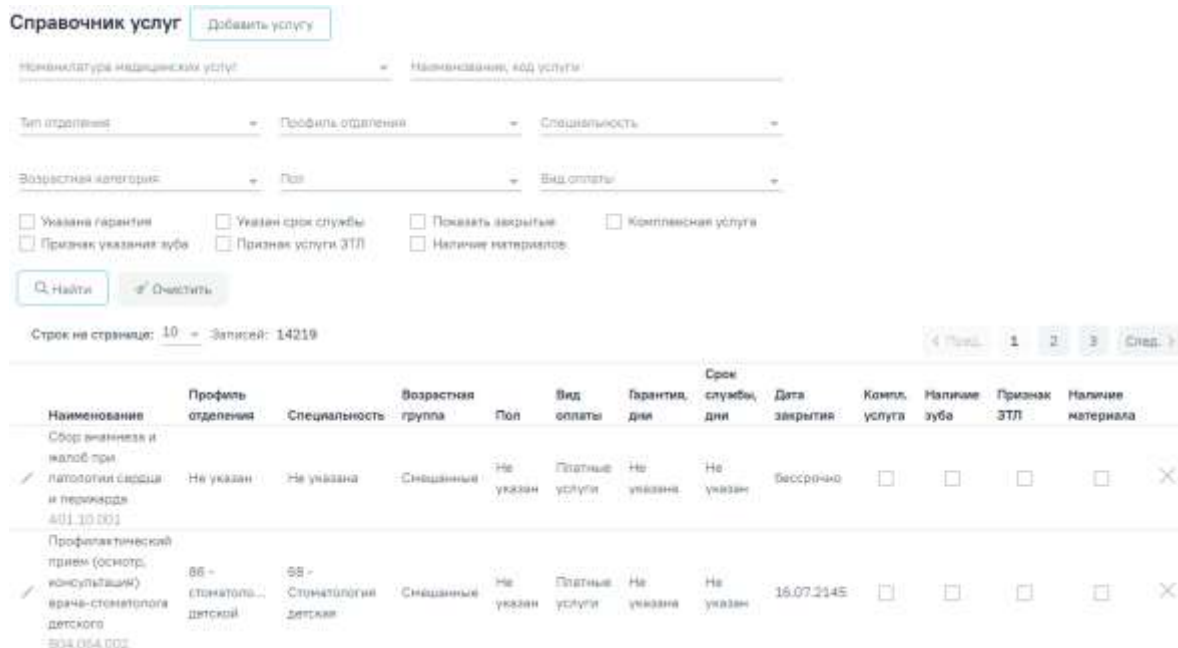 Справочник услуг Добавить услугу
Номенклатура медицинских услуг Наименование, код услуги
Тип отделения Профиль отделения Специальность
Возрастная категория Пол Вид оплаты
Указана гарантия Указан срок службы Показать закрытые Комплексная услуга
Признак указания зуба Признак услуги ЗТЛ Наличие материалов
Найти Очистить
Строк на странице: 10 Записей: 14219
< Пред. 1 2 3 След. >
Наименование Профиль отделения Специальность Возрастная группа Пол Вид оплаты Гарантия, дни Срок службы, дни Дата закрытия Компл. услуга Наличие зуба Признак ЗТЛ Наличие материала
Сбор анамнеза и
жалоб при
патологии сердца
и перикарда
401.10.001
Не указан Не указана Смешанные Не указан Платные услуги Не указана Не указан бессрочно
Профилактический
прием (осмотр,
консультация)
врача-стоматолога
детского
B04.064.002
86 - стоматоло... детской 68 - Стоматология детская Смешанные Не указан Платные услуги Не указана Не указан 16.07.2145